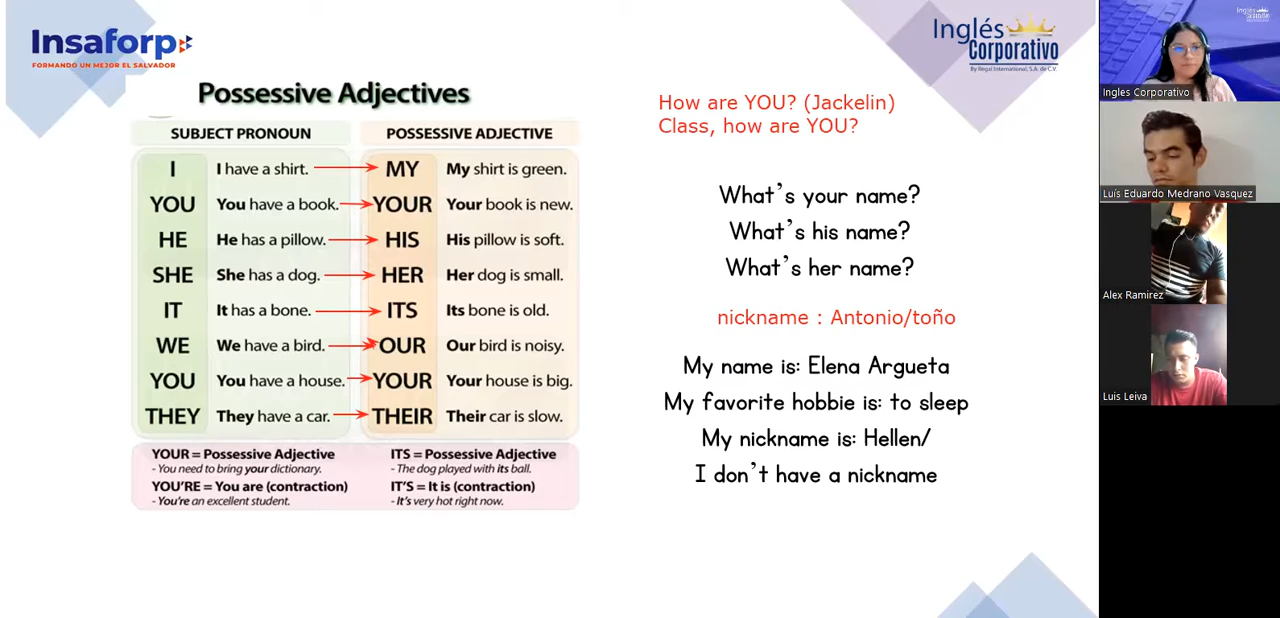 Insaforp
FORMANDO UN MEJOR EL SALVADOR
Inglés
Corporativo
By Regal International, S.A. de C.V.
Possessive Adjectives
SUBJECT PRONOUN POSSESSIVE ADJECTIVE
I I have a shirt. MY My shirt is green.
YOU You have a book. YOUR Your book is new.
HE He has a pillow. HIS His pillow is soft.
SHE She has a dog. HER Her dog is small.
IT It has a bone. ITS Its bone is old.
WE We have a bird. OUR Our bird is noisy.
YOU You have a house. YOUR Your house is big.
THEY They have a car. THEIR Their car is slow.
YOUR = Possessive Adjective
- You need to bring your dictionary.
YOU'RE = You are (contraction)
- You're an excellent student.
ITS = Possessive Adjective
- The dog played with its ball.
IT'S = It is (contraction)
- It's very hot right now.
How are YOU? (Jackelin)
Class, how are YOU?
What's your name?
What's his name?
What's her name?
nickname : Antonio/toño
My name is: Elena Argueta
My favorite hobbie is: to sleep
My nickname is: Hellen/
I don't have a nickname
Ingles Corporativo
Luís Eduardo Medrano Vasquez
Alex Ramirez
Luis Leiva